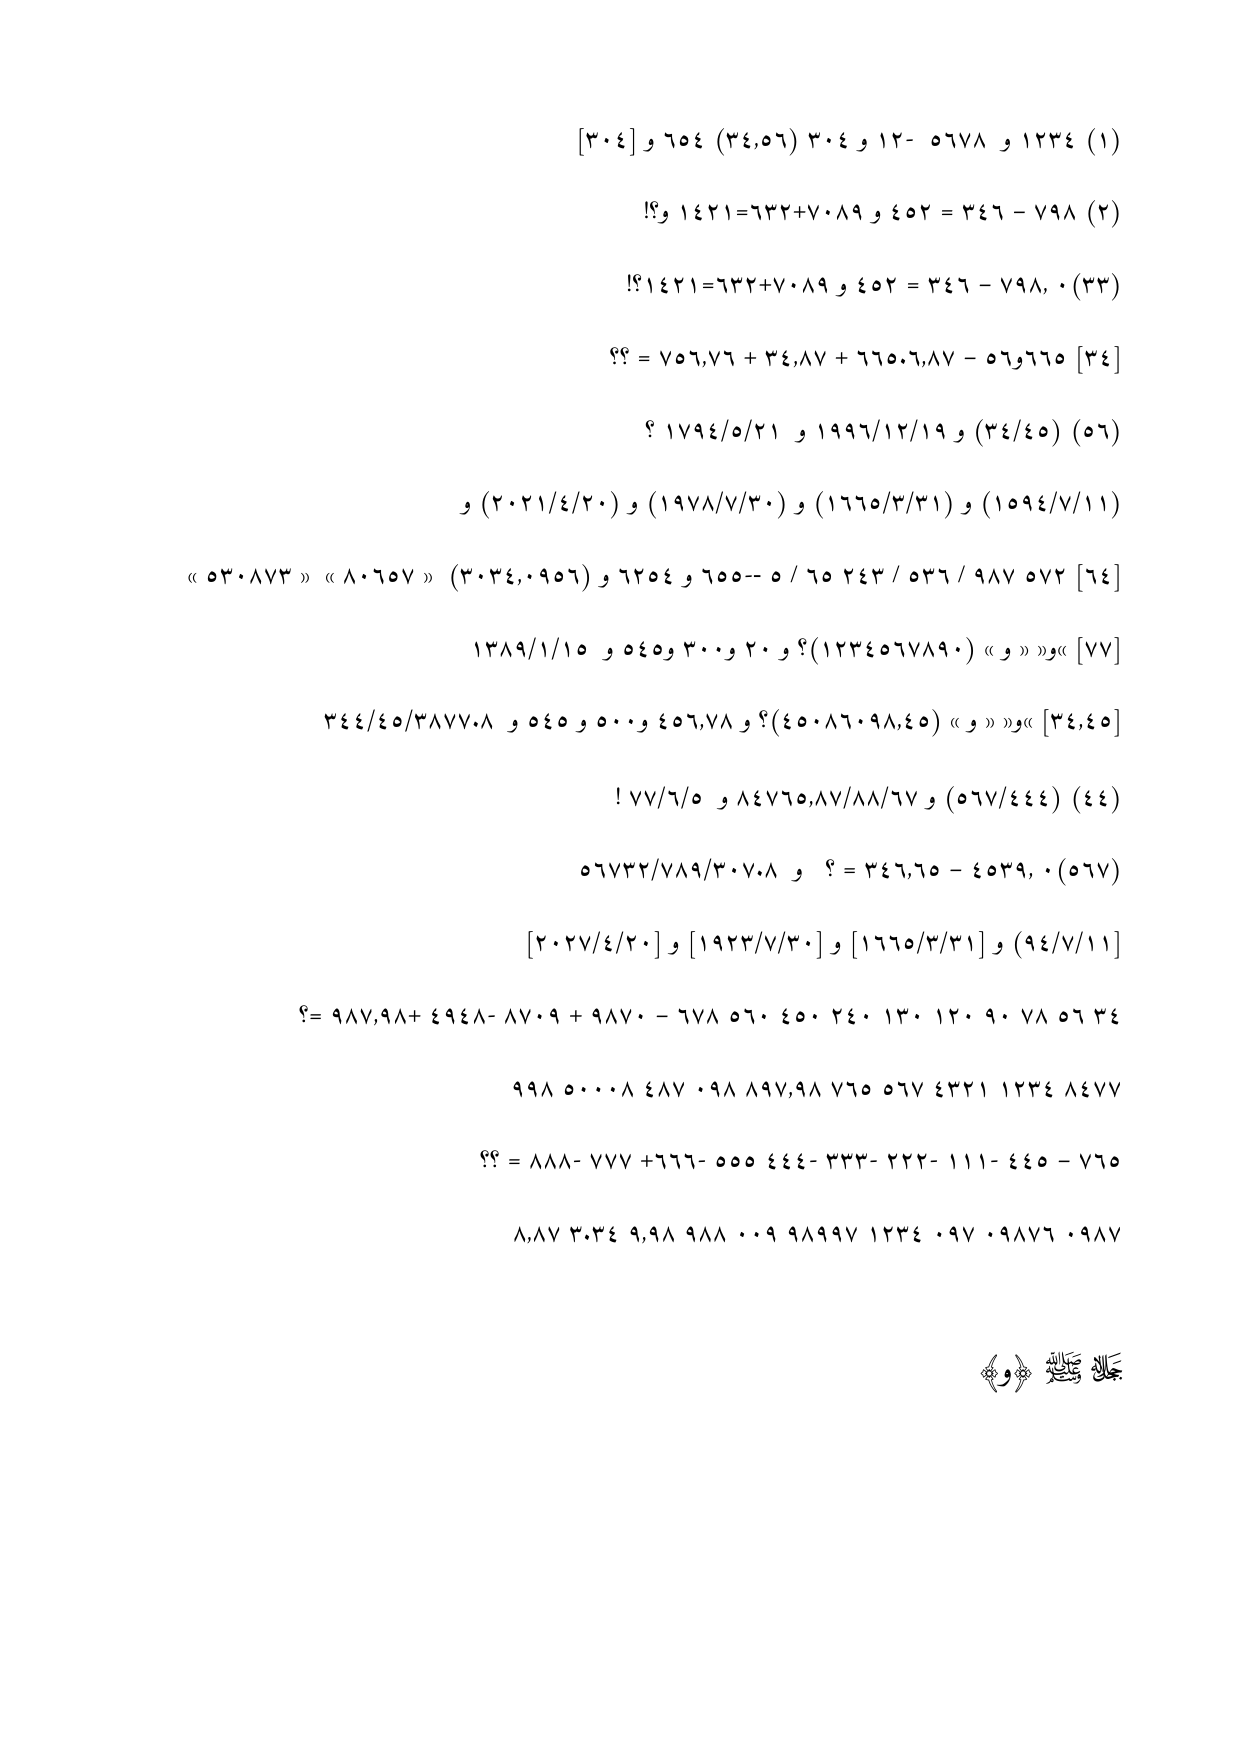 (١) ١٢٣٤ و ٥٦٧٨ -١٢ و ٣٠٤ (٣٤,٥٦) ٦٥٤ و [٣٠٤]
(٢) ٧٩٨ – ٣٤٦ = ٤٥٢ و ٧٠٨٩+٦٣٢=١٤٢١ و؟!
(٣٣)٠ ,٧٩٨ – ٣٤٦ = ٤٥٢ و ٧٠٨٩+٦٣٢=١٤٢١؟!
[٣٤] ٦٦٥و٥٦ – ٦٦٥٠٦,٨٧ + ٣٤,٨٧ + ٧٥٦,٧٦ = ؟؟
(٥٦) (٣٤/٤٥) و ١٩٩٦/١٢/١٩ و ١٧٩٤/٥/٢١ ؟
(١٥٩٤/٧/١١) و (١٦٦٥/٣/٣١) و (١٩٧٨/٧/٣٠) و (٢٠٢١/٤/٢٠) و
[٦٤] ٥٧٢ ٩٨٧ / ٥٣٦ / ٢٤٣ ٦٥ / ٥ --٦٥٥ و ٦٢٥٤ و (٣٠٣٤,٠٩٥٦) « ٨٠٦٥٧ » « ٥٣٠٨٧٣ »
[٧٧] »و« « و » (١٢٣٤٥٦٧٨٩٠)؟ و ٢٠ و٣٠٠ و٥٤٥ و ١٣٨٩/١/١٥
[٣٤,٤٥] »و« « و » (٤٥٠٨٦٠٩٨,٤٥)؟ و ٤٥٦,٧٨ و٥٠٠ و ٥٤٥ و ٣٤٤/٤٥/٣٨٧٧٠٨
(٤٤) (٥٦٧/٤٤٤) و ٨٤٧٦٥,٨٧/٨٨/٦٧ و ٧٧/٦/٥ !
(٥٦٧)٠ ,٤٥٣٩ – ٣٤٦,٦٥ = ؟ و ٥٦٧٣٢/٧٨٩/٣٠٧٠٨
[٩٤/٧/١١) و [١٦٦٥/٣/٣١] و [١٩٢٣/٧/٣٠] و [٢٠٢٧/٤/٢٠]
٣٤ ٥٦ ٧٨ ٩٠ ١٢٠ ١٣٠ ٢٤٠ ٤٥٠ ٥٦٠ ٦٧٨ – ٩٨٧٠ + ٨٧٠٩ -٤٩٤٨ +٩٨٧,٩٨ =؟
٨٤٧٧ ١٢٣٤ ٤٣٢١ ٥٦٧ ٧٦٥ ٨٩٧,٩٨ ٠٩٨ ٤٨٧ ٥٠٠٠٨ ٩٩٨
٧٦٥ – ٤٤٥ -١١١ -٢٢٢ -٣٣٣ -٤٤٤ ٥٥٥ -٦٦٦+ ٧٧٧ -٨٨٨ = ؟؟
٠٩٨٧ ٠٩٨٧٦ ٠٩٧ ١٢٣٤ ٩٨٩٩٧ ٠٠٩ ٩٨٨ ٩,٩٨ ٣٠٣٤ ٨,٨٧
ﷻ ﷺ ﴿و﴾